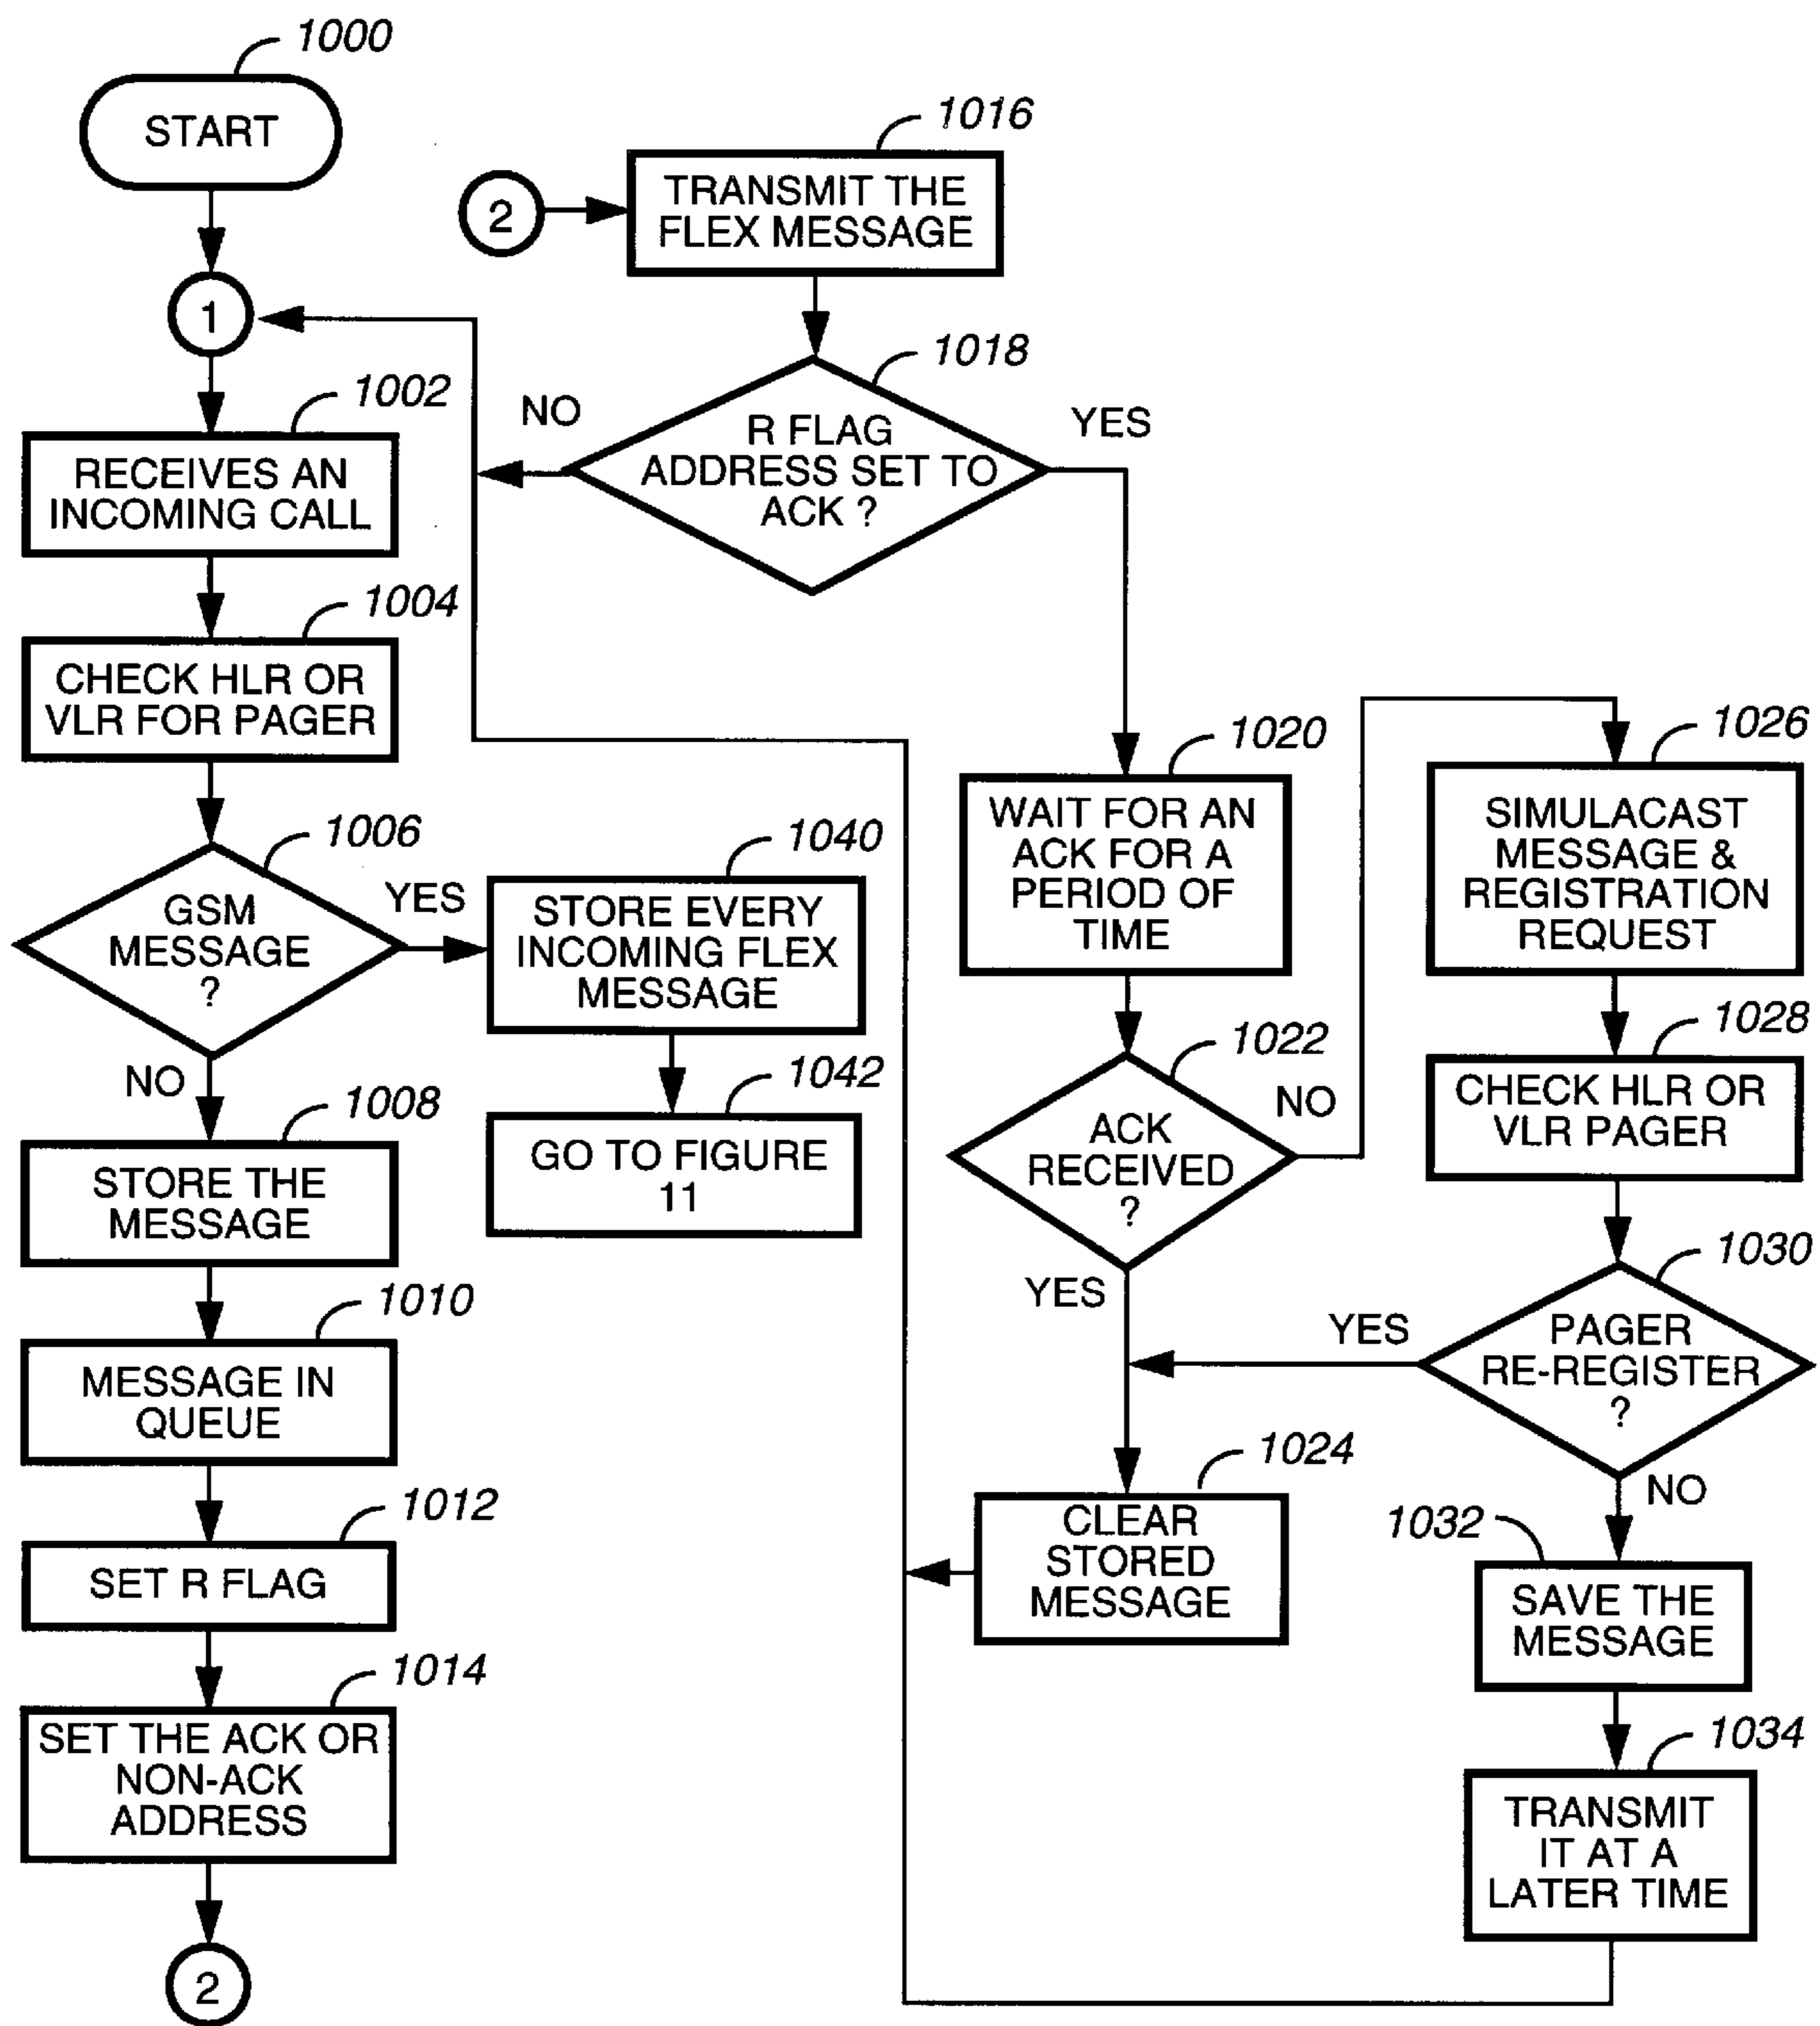 1000
START
1
1002
RECEIVES AN
INCOMING CALL
1004
CHECK HLR OR
VLR FOR PAGER
1006
GSM
MESSAGE
?
YES
NO
1040
STORE EVERY
INCOMING FLEX
MESSAGE
1042
GO TO FIGURE
11
1008
STORE THE
MESSAGE
1010
MESSAGE IN
QUEUE
1012
SET R FLAG
1014
SET THE ACK OR
NON-ACK
ADDRESS
2
2
1016
TRANSMIT THE
FLEX MESSAGE
1018
R FLAG
ADDRESS SET TO
ACK ?
NO
YES
1020
WAIT FOR AN
ACK FOR A
PERIOD OF
TIME
1022
ACK
RECEIVED
?
NO
YES
1024
CLEAR
STORED
MESSAGE
1026
SIMULACAST
MESSAGE &
REGISTRATION
REQUEST
1028
CHECK HLR OR
VLR PAGER
1030
PAGER
RE-REGISTER
?
YES
NO
1032
SAVE THE
MESSAGE
1034
TRANSMIT
IT AT A
LATER TIME